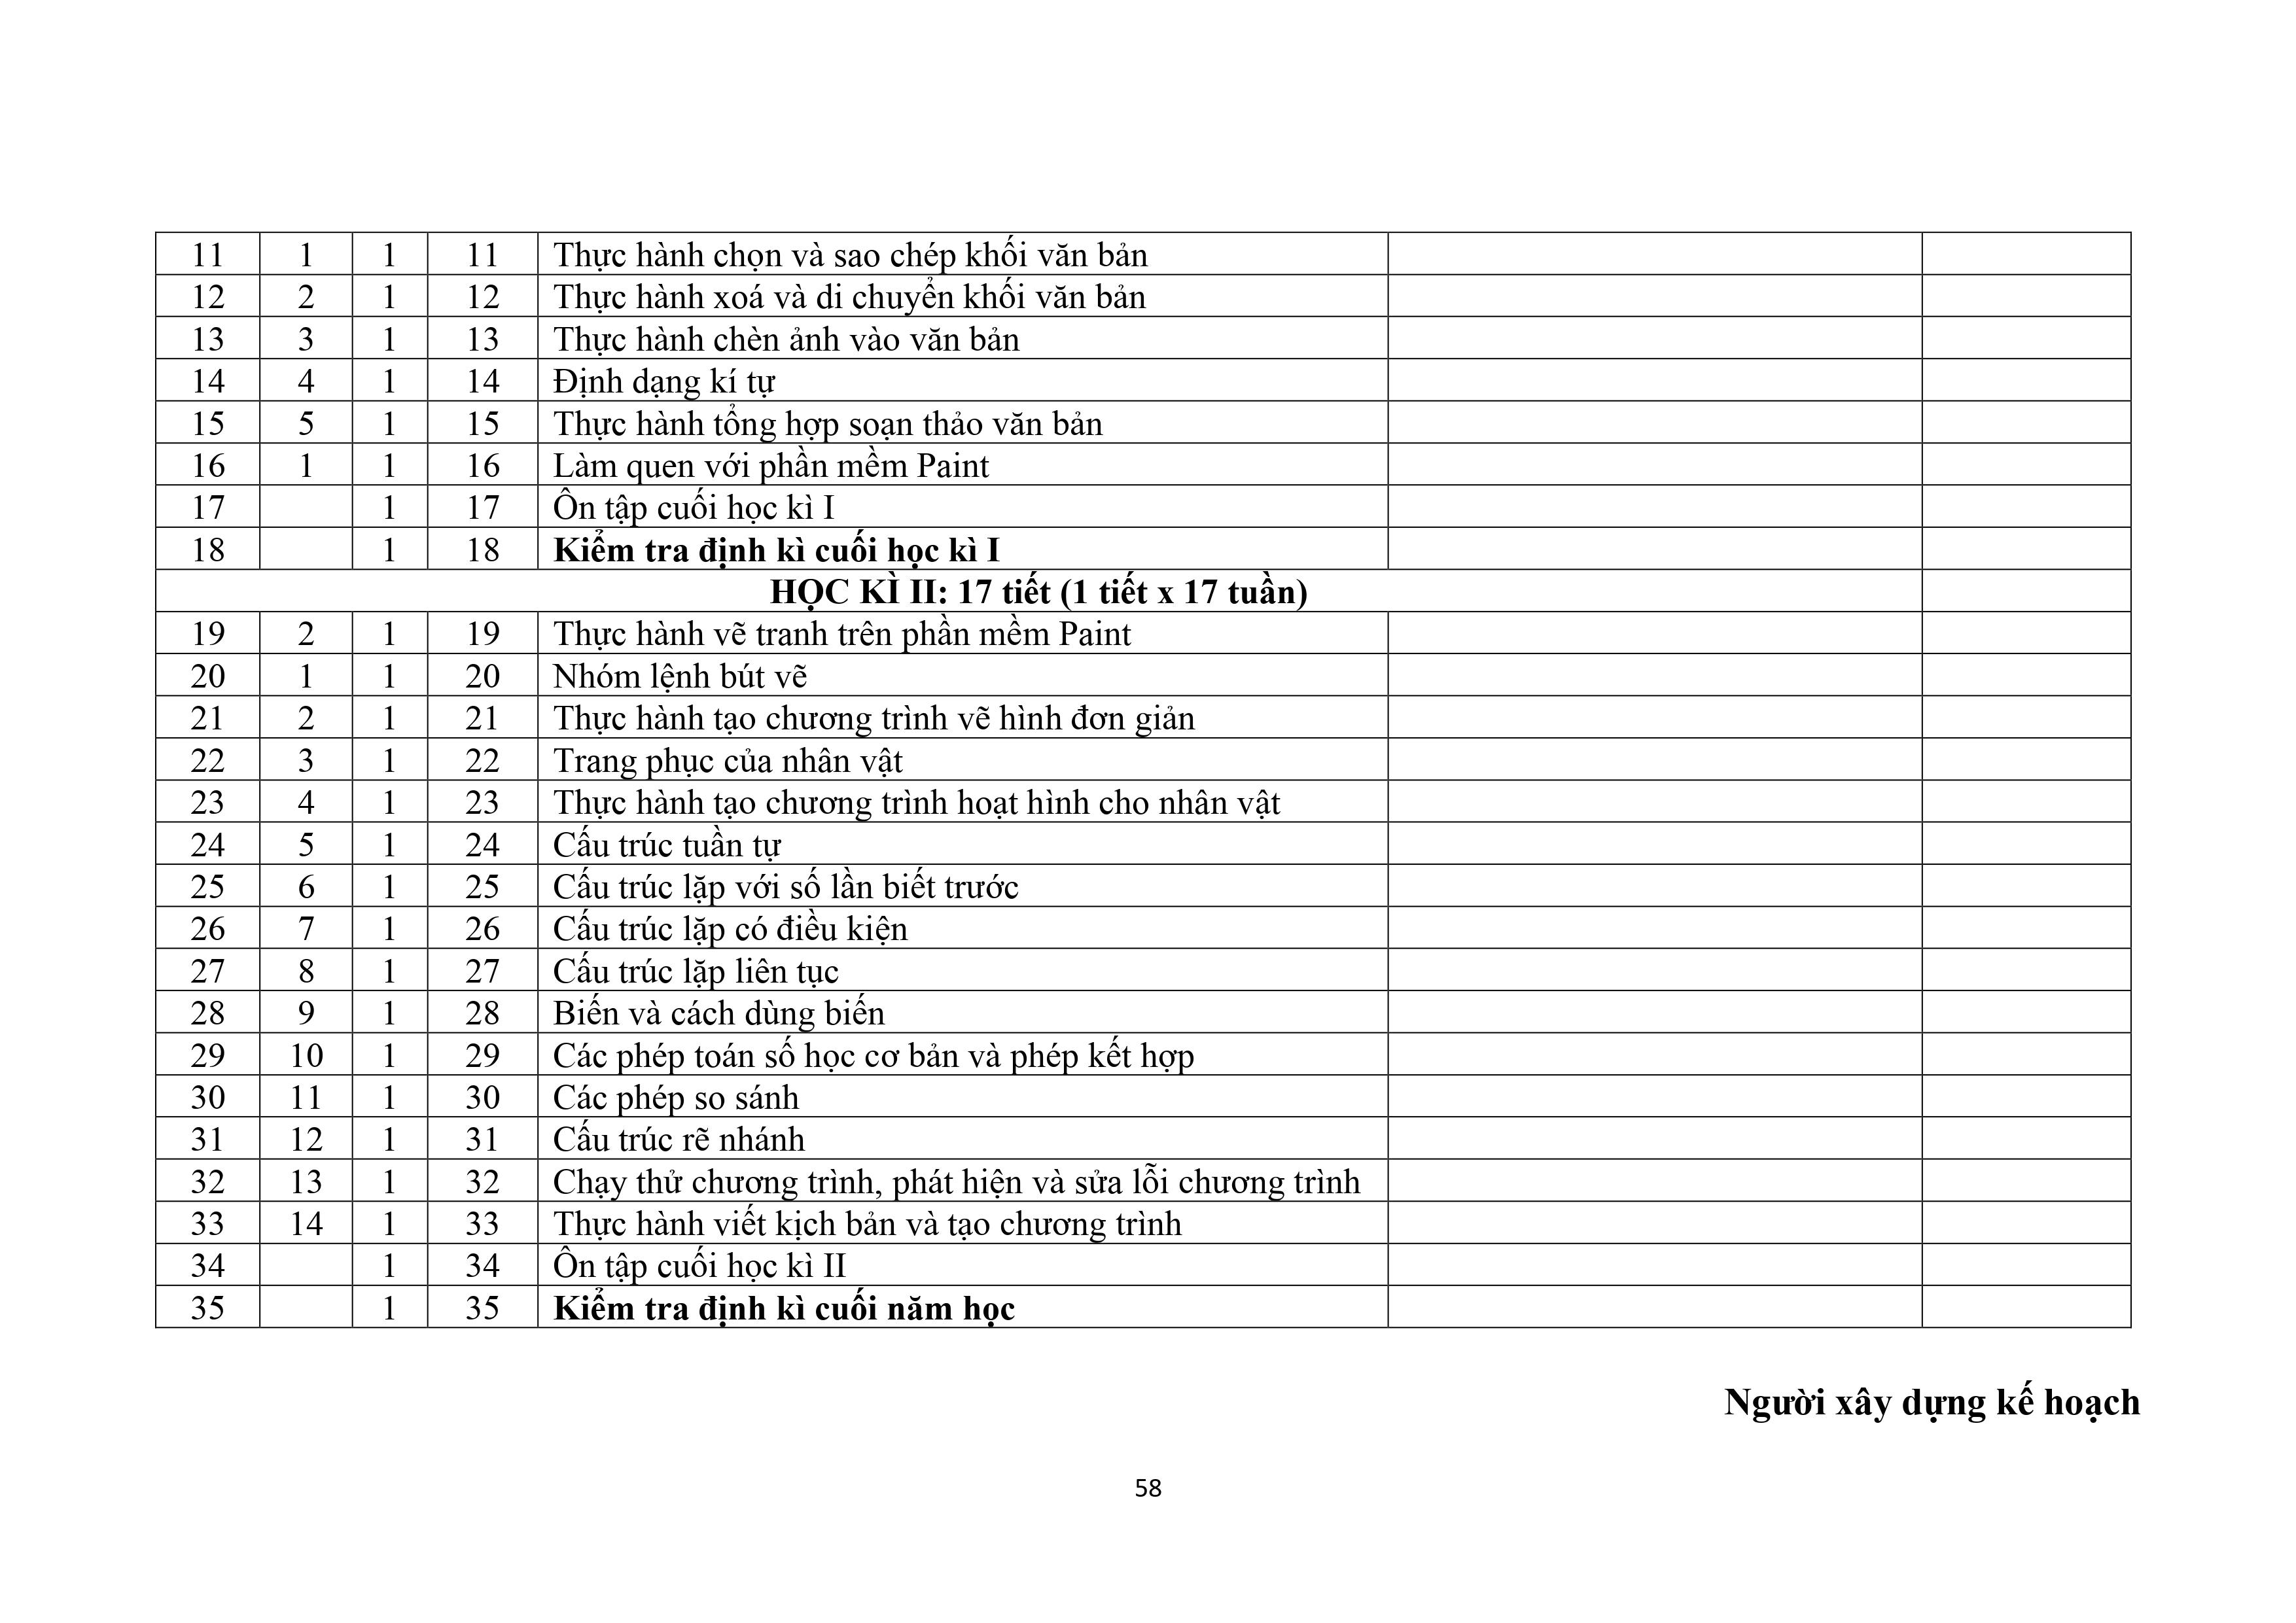 11 1 1 11 Thực hành chọn và sao chép khối văn bản
12 2 1 12 Thực hành xoá và di chuyển khối văn bản
13 3 1 13 Thực hành chèn ảnh vào văn bản
14 4 1 14 Định dạng kí tự
15 5 1 15 Thực hành tổng hợp soạn thảo văn bản
16 1 1 16 Làm quen với phần mềm Paint
17 1 17 Ôn tập cuối học kì I
18 1 18 Kiểm tra định kì cuối học kì I
HỌC KÌ II: 17 tiết (1 tiết x 17 tuần)
19 2 1 19 Thực hành vẽ tranh trên phần mềm Paint
20 1 1 20 Nhóm lệnh bút vẽ
21 2 1 21 Thực hành tạo chương trình vẽ hình đơn giản
22 3 1 22 Trang phục của nhân vật
23 4 1 23 Thực hành tạo chương trình hoạt hình cho nhân vật
24 5 1 24 Cấu trúc tuần tự
25 6 1 25 Cấu trúc lặp với số lần biết trước
26 7 1 26 Cấu trúc lặp có điều kiện
27 8 1 27 Cấu trúc lặp liên tục
28 9 1 28 Biến và cách dùng biến
29 10 1 29 Các phép toán số học cơ bản và phép kết hợp
30 11 1 30 Các phép so sánh
31 12 1 31 Cấu trúc rẽ nhánh
32 13 1 32 Chạy thử chương trình, phát hiện và sửa lỗi chương trình
33 14 1 33 Thực hành viết kịch bản và tạo chương trình
34 1 34 Ôn tập cuối học kì II
35 1 35 Kiểm tra định kì cuối năm học
Người xây dựng kế hoạch
58